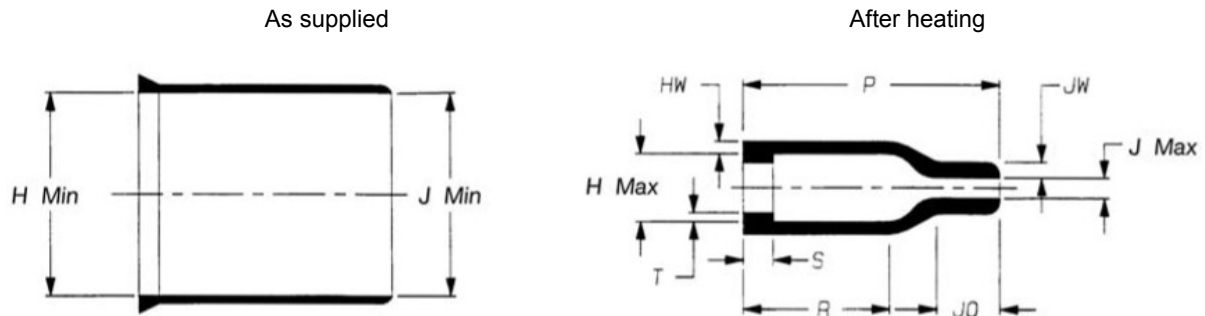 As supplied
After heating
H Min
J Min
HW
P
JW
H Max
J Max
T
S
R
JO